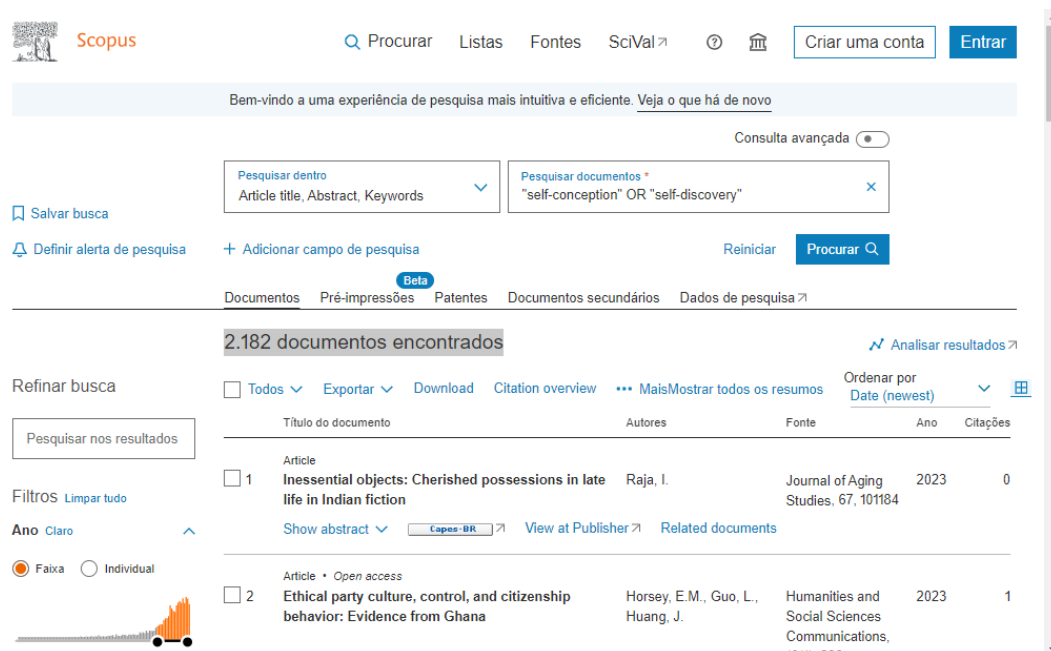 Scopus
Procurar Listas Fontes SciVal Criar uma conta Entrar
Bem-vindo a uma experiência de pesquisa mais intuitiva e eficiente. Veja o que há de novo
Consulta avançada
Pesquisar dentro
Article title, Abstract, Keywords
Pesquisar documentos *
"self-conception" OR "self-discovery"
Salvar busca
Definir alerta de pesquisa
+ Adicionar campo de pesquisa Reiniciar Procurar
Beta
Documentos Pré-impressões Patentes Documentos secundários Dados de pesquisa
2.182 documentos encontrados
Analisar resultados
Refinar busca
Todos Exportar Download Citation overview ••• MaisMostrar todos os resumos
Ordenar por
Date (newest)
Pesquisar nos resultados
Título do documento Autores Fonte Ano Citações
Article
1 Inessential objects: Cherished possessions in late Raja, I. Journal of Aging 2023 0
life in Indian fiction Studies, 67, 101184
Show abstract Capes-BR View at Publisher Related documents
Filtros Limpar tudo
Ano Claro
Faixa Individual
Article • Open access
2 Ethical party culture, control, and citizenship Horsey, E.M., Guo, L., Humanities and 2023 1
behavior: Evidence from Ghana Huang, J. Social Sciences
Communications,